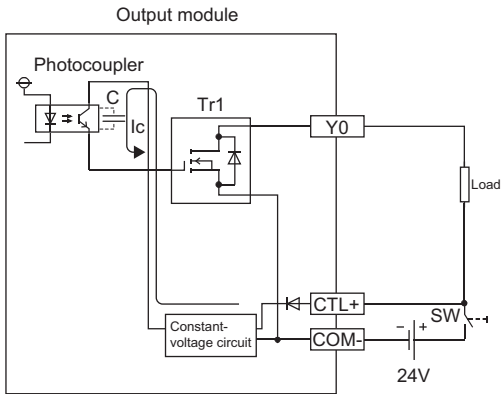 Output module
Photocoupler
C
Tr1
Ic
Y0
Load
CTL+
SW
Constant-
voltage circuit
COM-
− +
24V